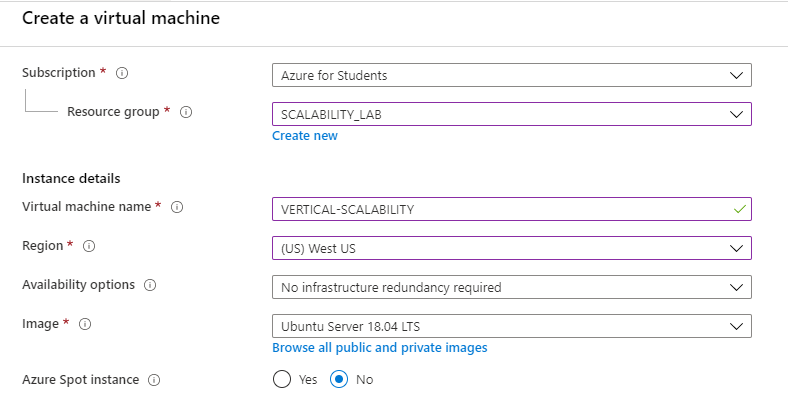 Create a virtual machine
Subscription * Azure for Students
Resource group * SCALABILITY_LAB
Create new
Instance details
Virtual machine name * VERTICAL-SCALABILITY
Region * (US) West US
Availability options No infrastructure redundancy required
Image * Ubuntu Server 18.04 LTS
Browse all public and private images
Azure Spot instance Yes No